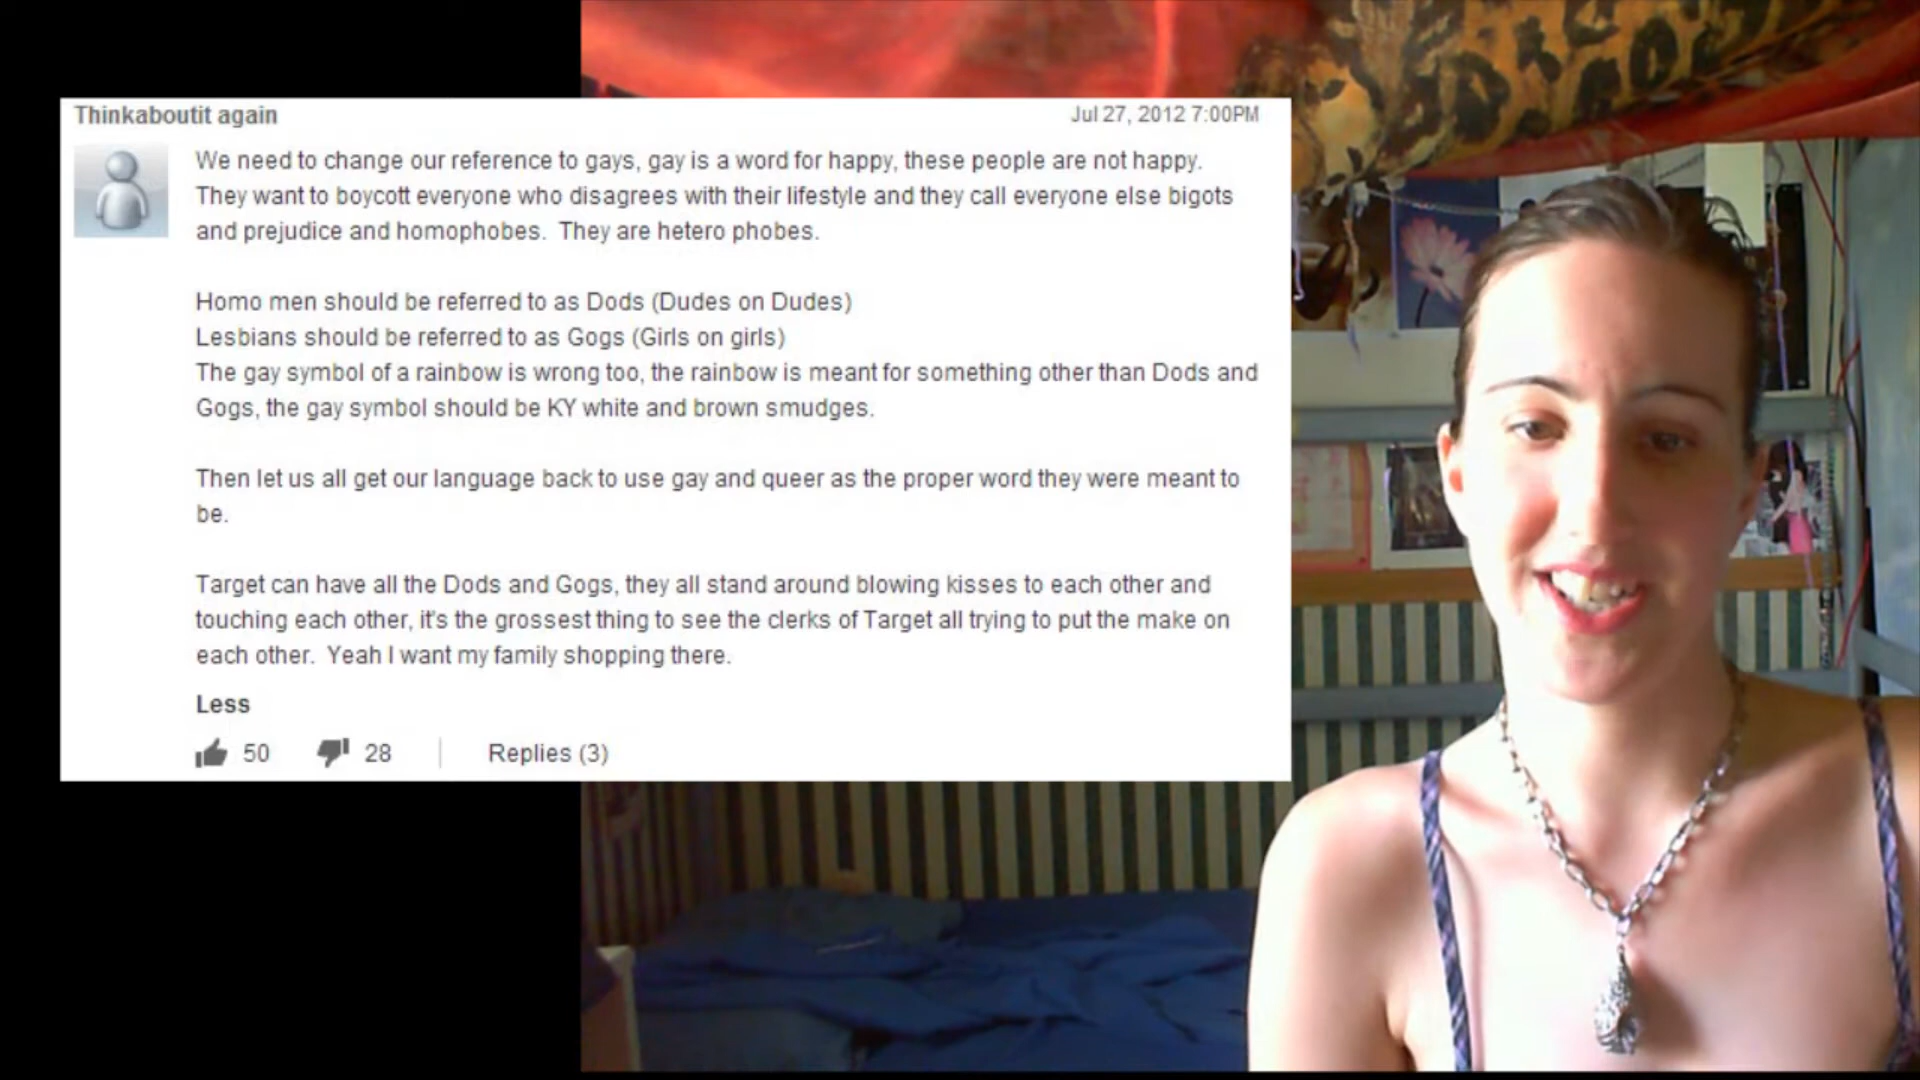 Thinkaboutit again
Jul 27, 2012 7:00PM
We need to change our reference to gays, gay is a word for happy, these people are not happy.
They want to boycott everyone who disagrees with their lifestyle and they call everyone else bigots
and prejudice and homophobes.  They are hetero phobes.
Homo men should be referred to as Dods (Dudes on Dudes)
Lesbians should be referred to as Gogs (Girls on girls)
The gay symbol of a rainbow is wrong too, the rainbow is meant for something other than Dods and
Gogs, the gay symbol should be KY white and brown smudges.
Then let us all get our language back to use gay and queer as the proper word they were meant to
be.
Target can have all the Dods and Gogs, they all stand around blowing kisses to each other and
touching each other, it's the grossest thing to see the clerks of Target all trying to put the make on
each other.  Yeah I want my family shopping there.
Less
50 28 Replies (3)